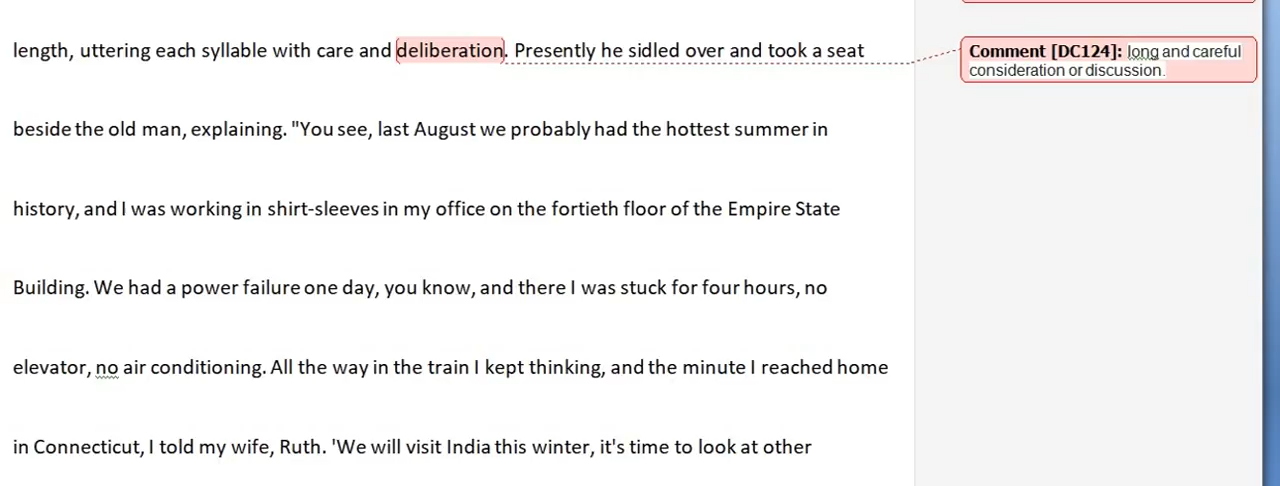 length, uttering each syllable with care and deliberation. Presently he sidled over and took a seat
Comment [DC124]: long and careful
consideration or discussion.
beside the old man, explaining. "You see, last August we probably had the hottest summer in
history, and I was working in shirt-sleeves in my office on the fortieth floor of the Empire State
Building. We had a power failure one day, you know, and there I was stuck for four hours, no
elevator, no air conditioning. All the way in the train I kept thinking, and the minute I reached home
in Connecticut, I told my wife, Ruth. 'We will visit India this winter, it's time to look at other